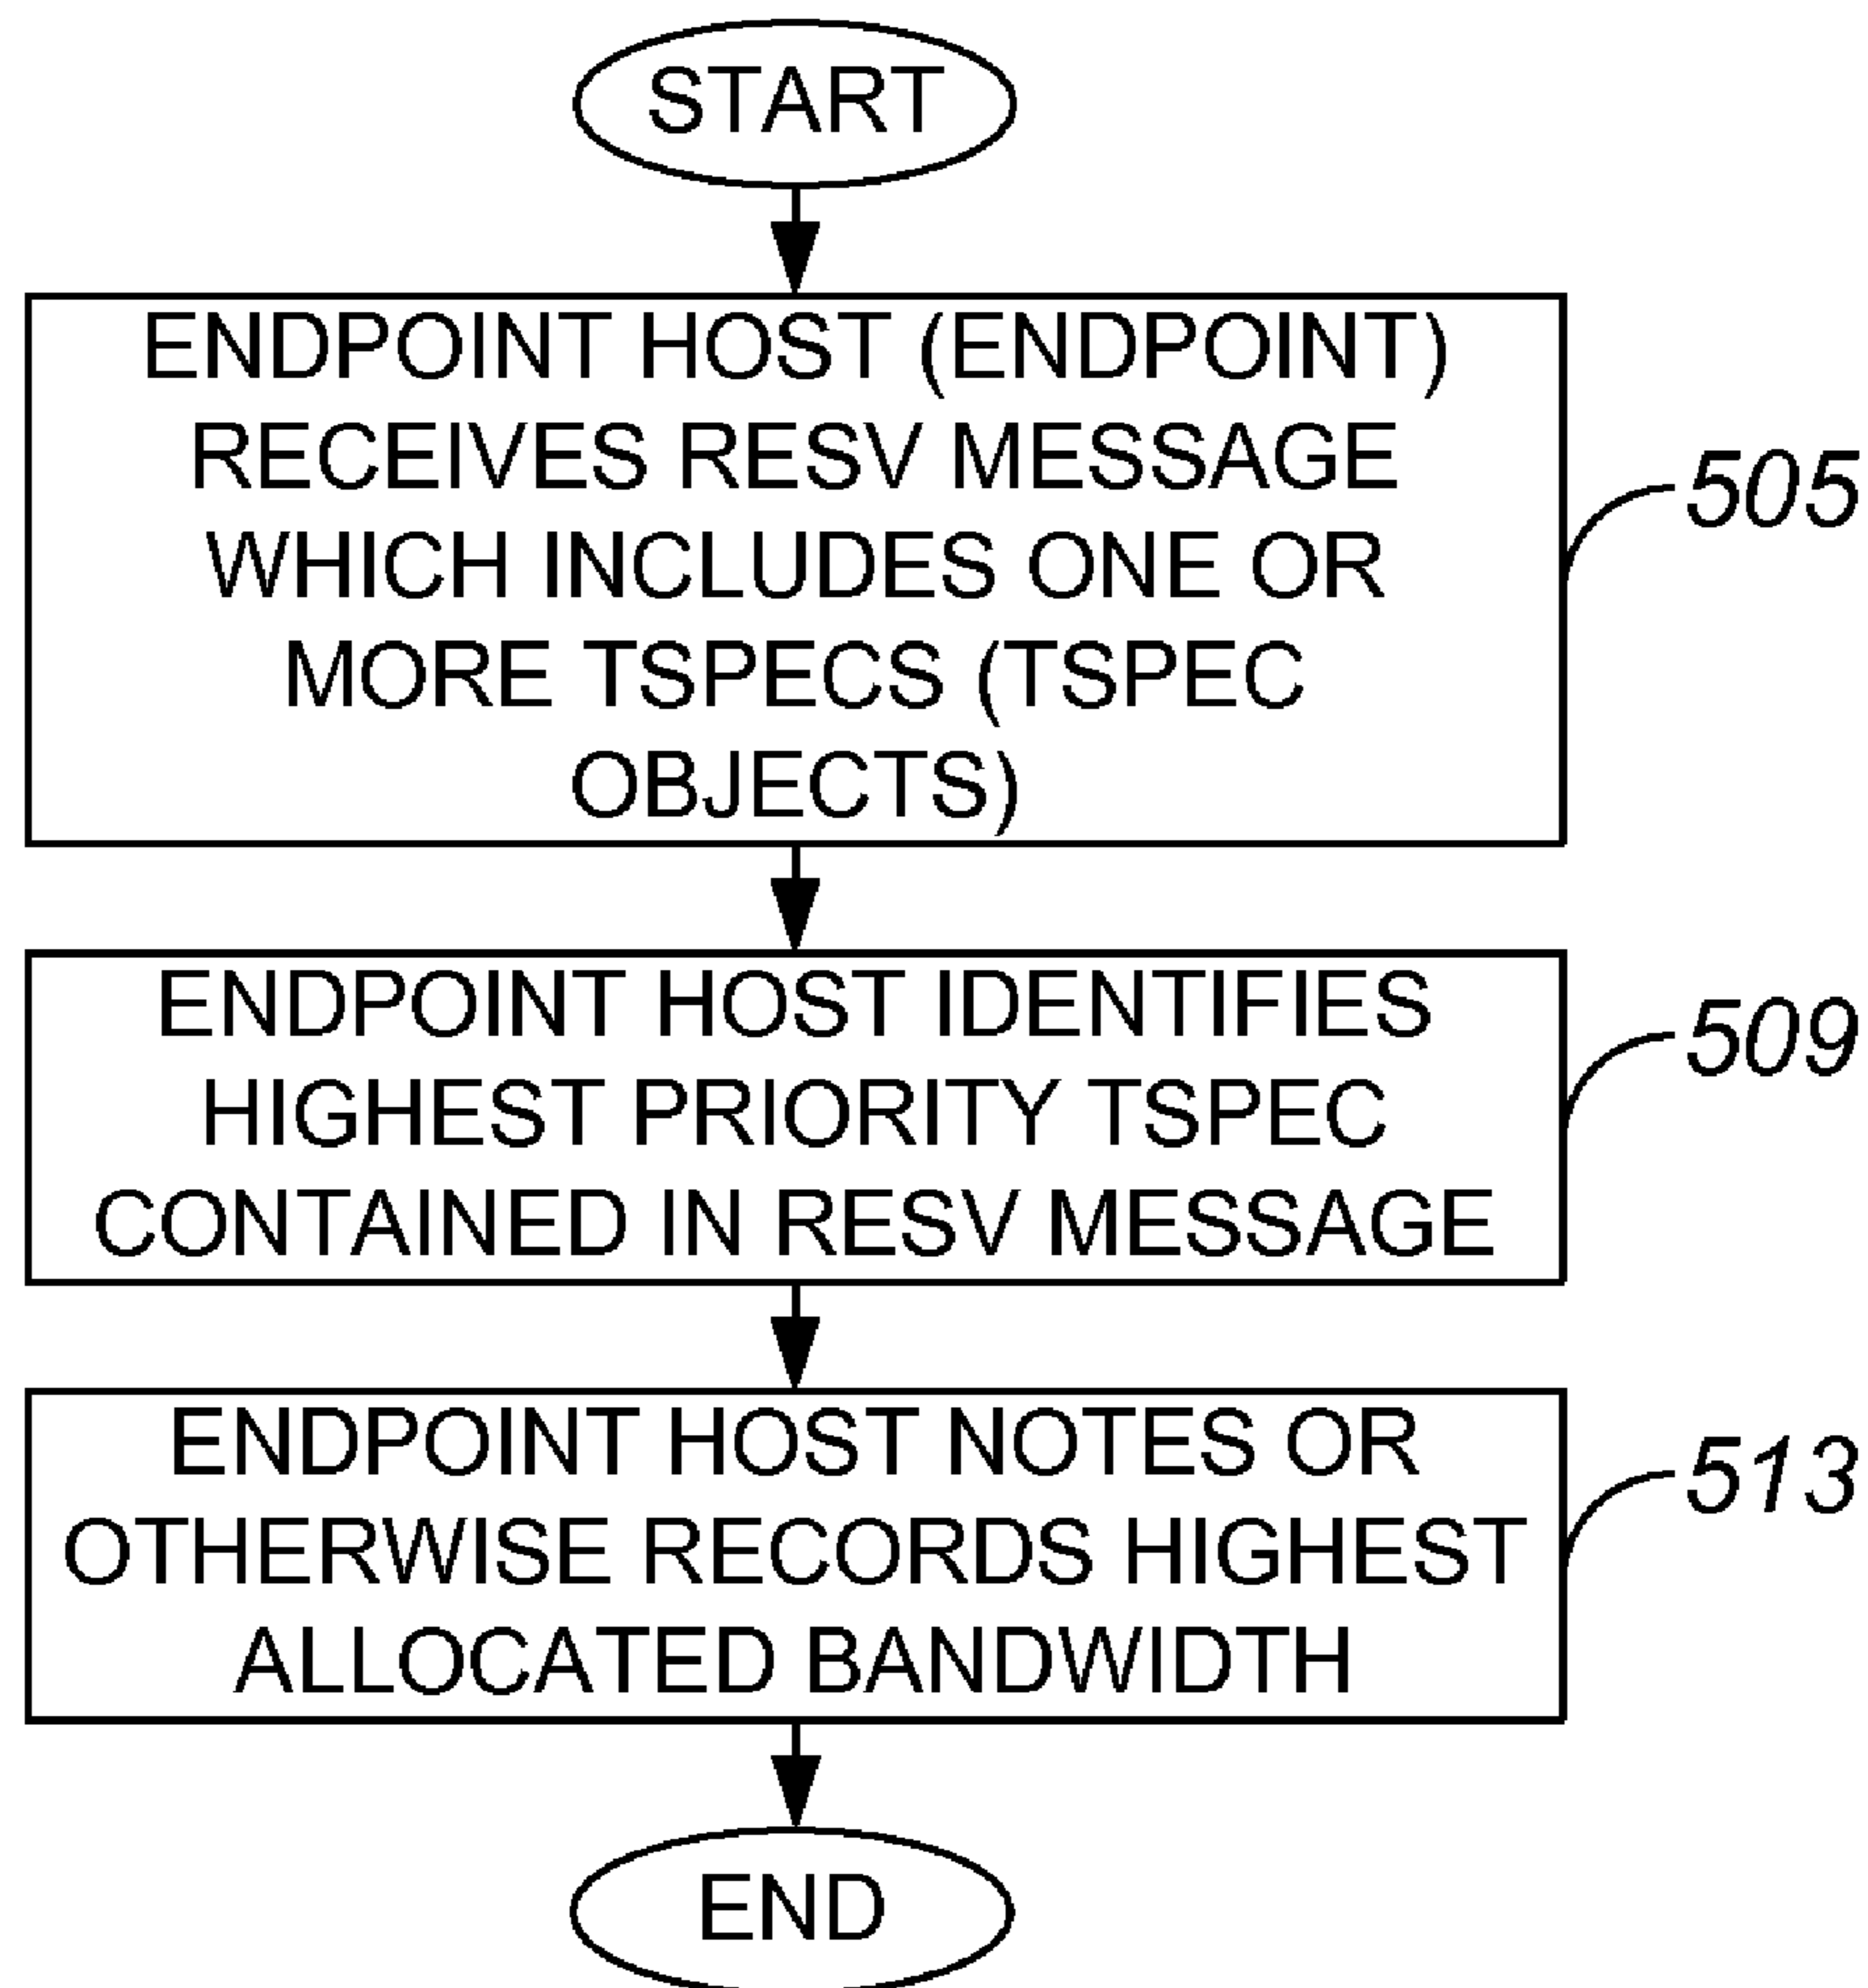 START
ENDPOINT HOST (ENDPOINT)
RECEIVES RESV MESSAGE
WHICH INCLUDES ONE OR
MORE TSPECS (TSPEC
OBJECTS)
505
ENDPOINT HOST IDENTIFIES
HIGHEST PRIORITY TSPEC
CONTAINED IN RESV MESSAGE
509
ENDPOINT HOST NOTES OR
OTHERWISE RECORDS HIGHEST
ALLOCATED BANDWIDTH
513
END